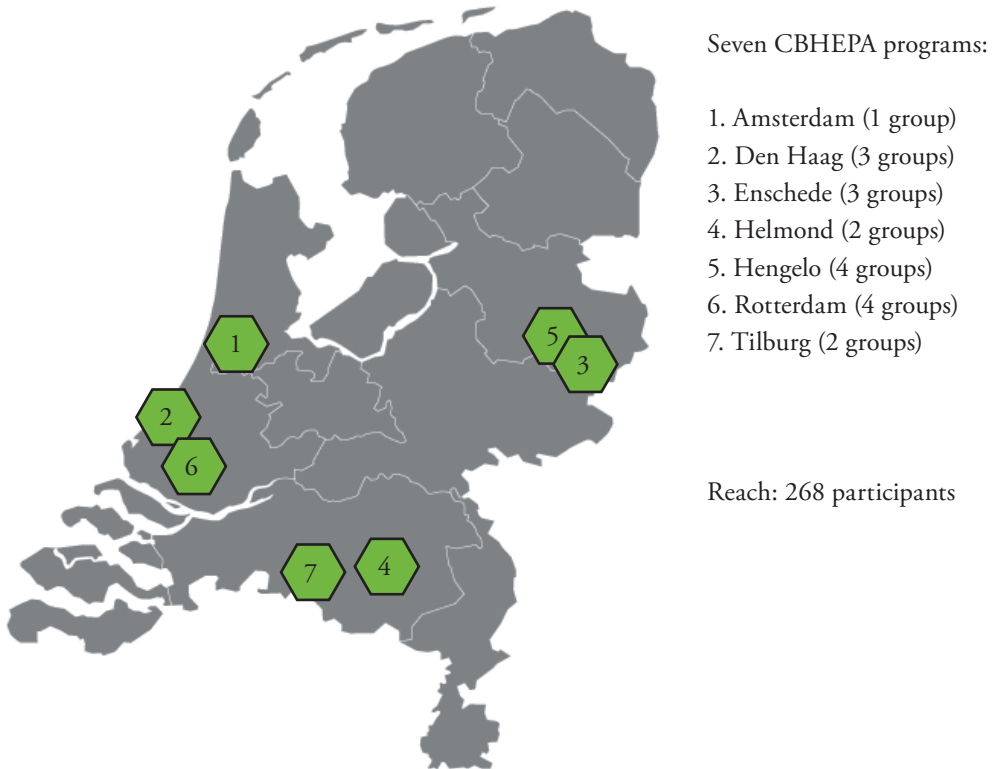 Seven CBHEPA programs:
1. Amsterdam (1 group)
2. Den Haag (3 groups)
3. Enschede (3 groups)
4. Helmond (2 groups)
5. Hengelo (4 groups)
6. Rotterdam (4 groups)
7. Tilburg (2 groups)
Reach: 268 participants
1
5
3
2
6
7
4